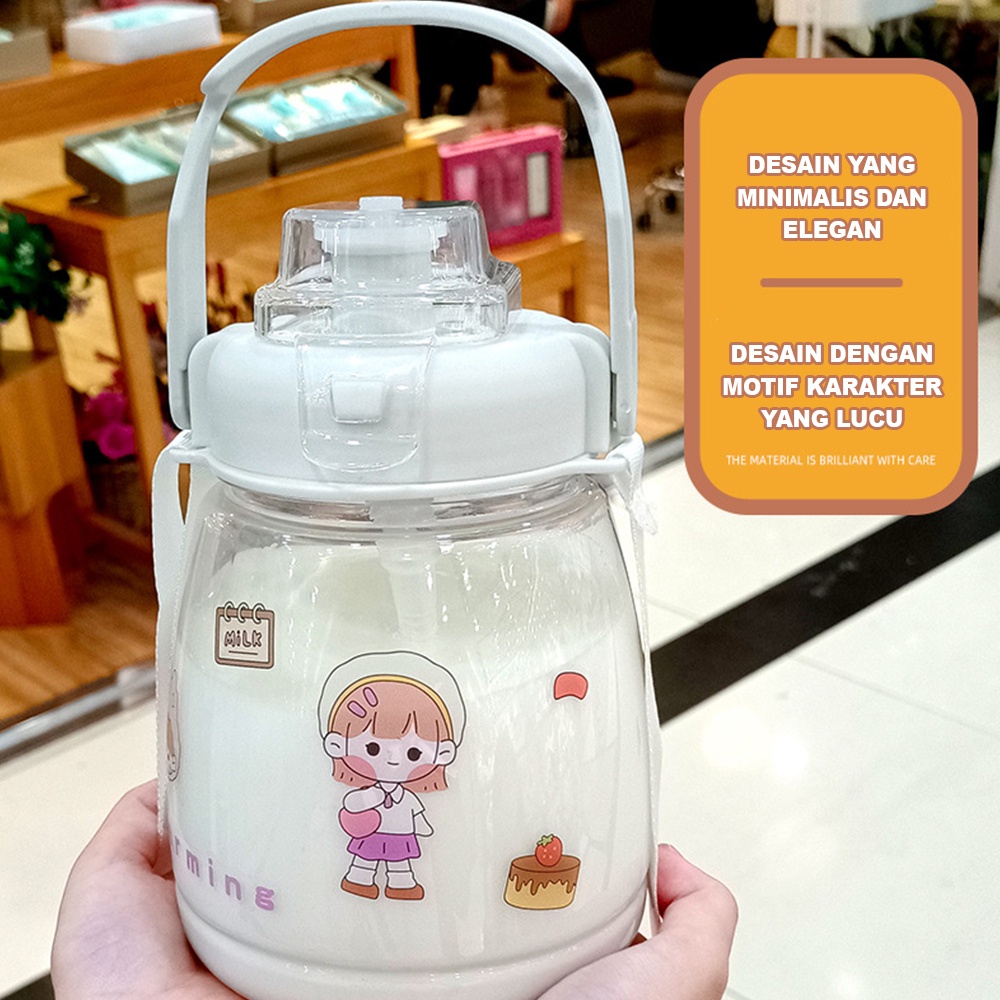 DESAIN YANG
MINIMALIS DAN
ELEGAN
DESAIN DENGAN
MOTIF KARAKTER
YANG LUCU
THE MATERIAL IS BRILLIANT WITH CARE
MiLK
rming